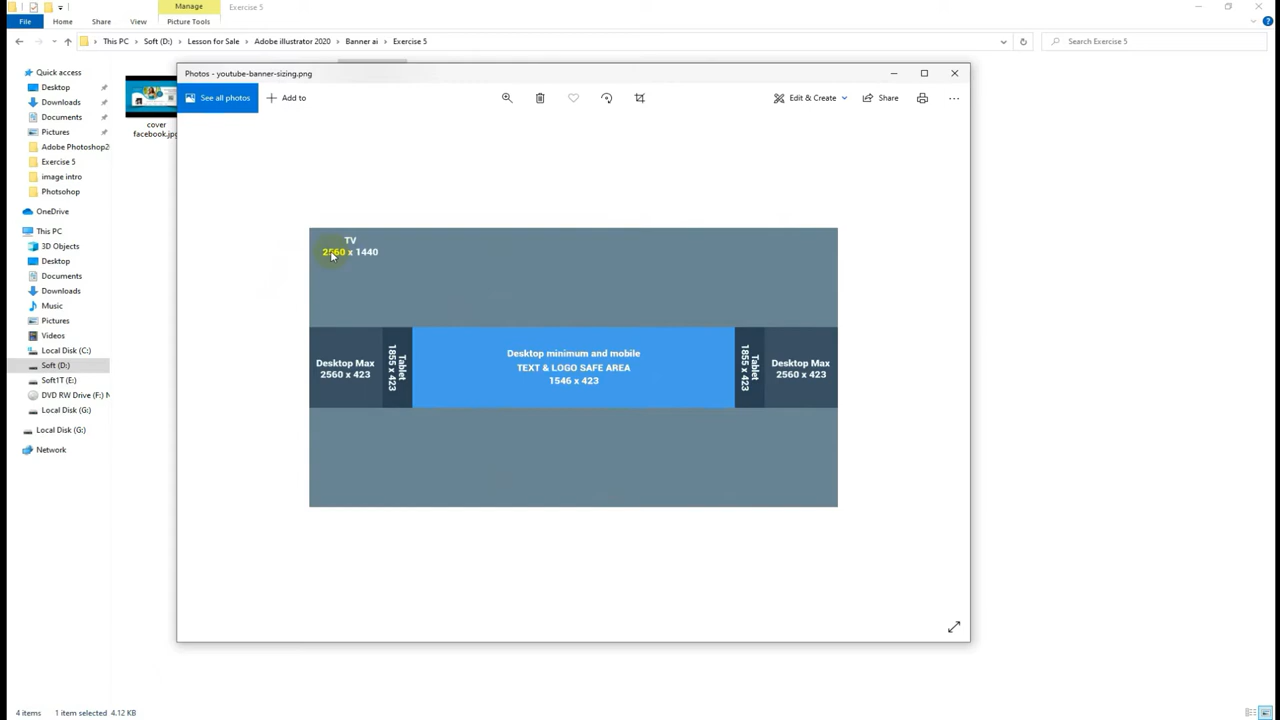 Manage
Exercise 5
File
Home
Share
View
Picture Tools
This PC
Soft (D:)
Lesson for Sale
Adobe illustrator 2020
Banner ai
Exercise 5
Search Exercise 5
Quick access
Desktop
Downloads
Documents
Pictures
Adobe Photoshop2
Exercise 5
image intro
Photsohop
OneDrive
This PC
3D Objects
Desktop
Documents
Downloads
Music
Pictures
Videos
Local Disk (C:)
Soft (D:)
Soft1T (E:)
DVD RW Drive (F:) N
Local Disk (G:)
Local Disk (G:)
Network
cover
facebook.jpg
Photos - youtube-banner-sizing.png
See all photos
Add to
Edit & Create
Share
TV
2560 x 1440
Desktop Max
2560 x 423
Tablet
1855 x 423
Desktop minimum and mobile
TEXT & LOGO SAFE AREA
1546 x 423
Tablet
1855 x 423
Desktop Max
2560 x 423
4 items
1 item selected 4.12 KB